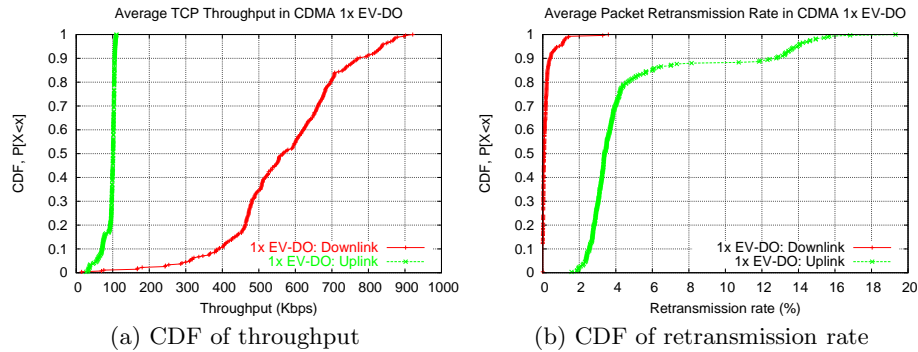 Average TCP Throughput in CDMA 1x EV-DO
CDF, P[X<x]
1
0.9
0.8
0.7
0.6
0.5
0.4
0.3
0.2
0.1
0
1x EV-DO: Downlink
1x EV-DO: Uplink
0 100 200 300 400 500 600 700 800 900 1000
Throughput (Kbps)
(a) CDF of throughput
Average Packet Retransmission Rate in CDMA 1x EV-DO
CDF, P[X<x]
1
0.9
0.8
0.7
0.6
0.5
0.4
0.3
0.2
0.1
0
1x EV-DO: Downlink
1x EV-DO: Uplink
0 2 4 6 8 10 12 14 16 18 20
Retransmission rate (%)
(b) CDF of retransmission rate